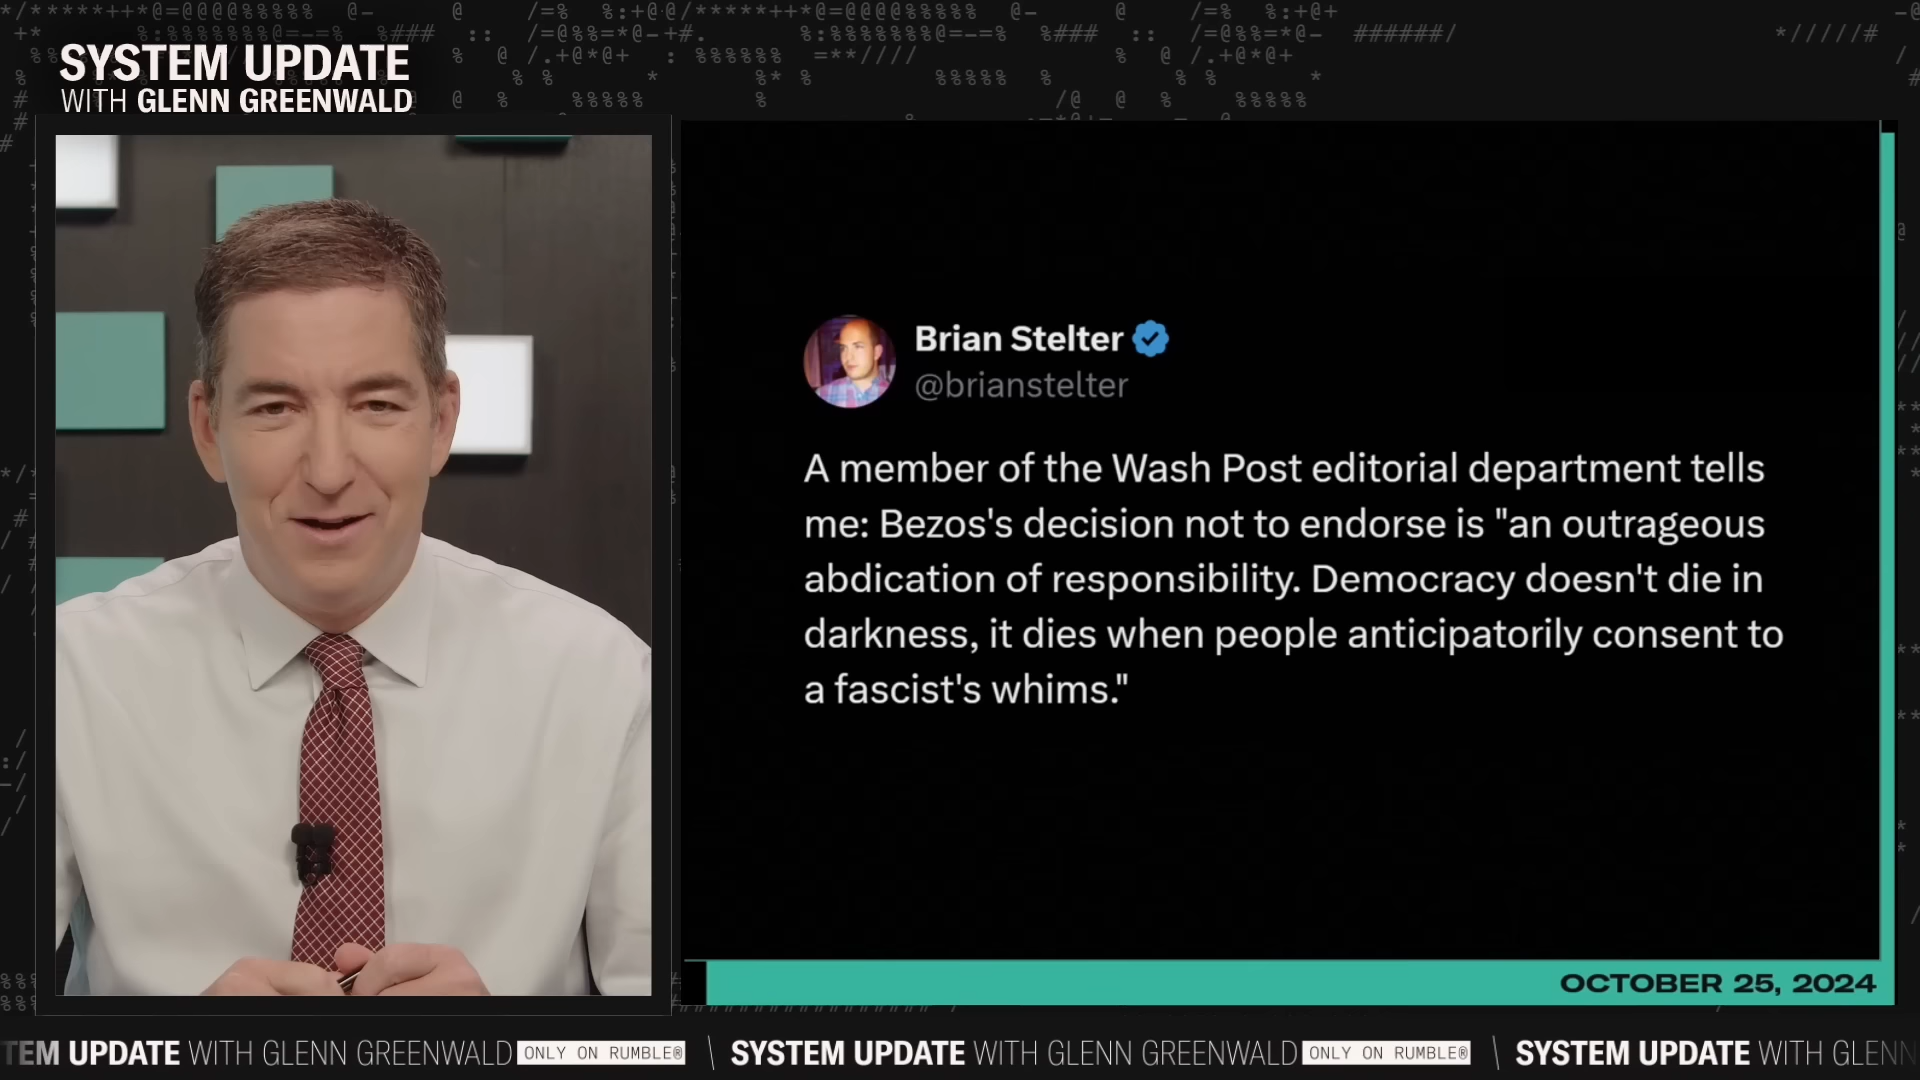 SYSTEM UPDATE
WITH GLENN GREENWALD
Brian Stelter
@brianstelter
A member of the Wash Post editorial department tells
me: Bezos's decision not to endorse is "an outrageous
abdication of responsibility. Democracy doesn't die in
darkness, it dies when people anticipatorily consent to
a fascist's whims."
OCTOBER 25, 2024
TEM UPDATE WITH GLENN GREENWALD ONLY ON RUMBLE® \ SYSTEM UPDATE WITH GLENN GREENWALD ONLY ON RUMBLE® \ SYSTEM UPDATE WITH GLENN